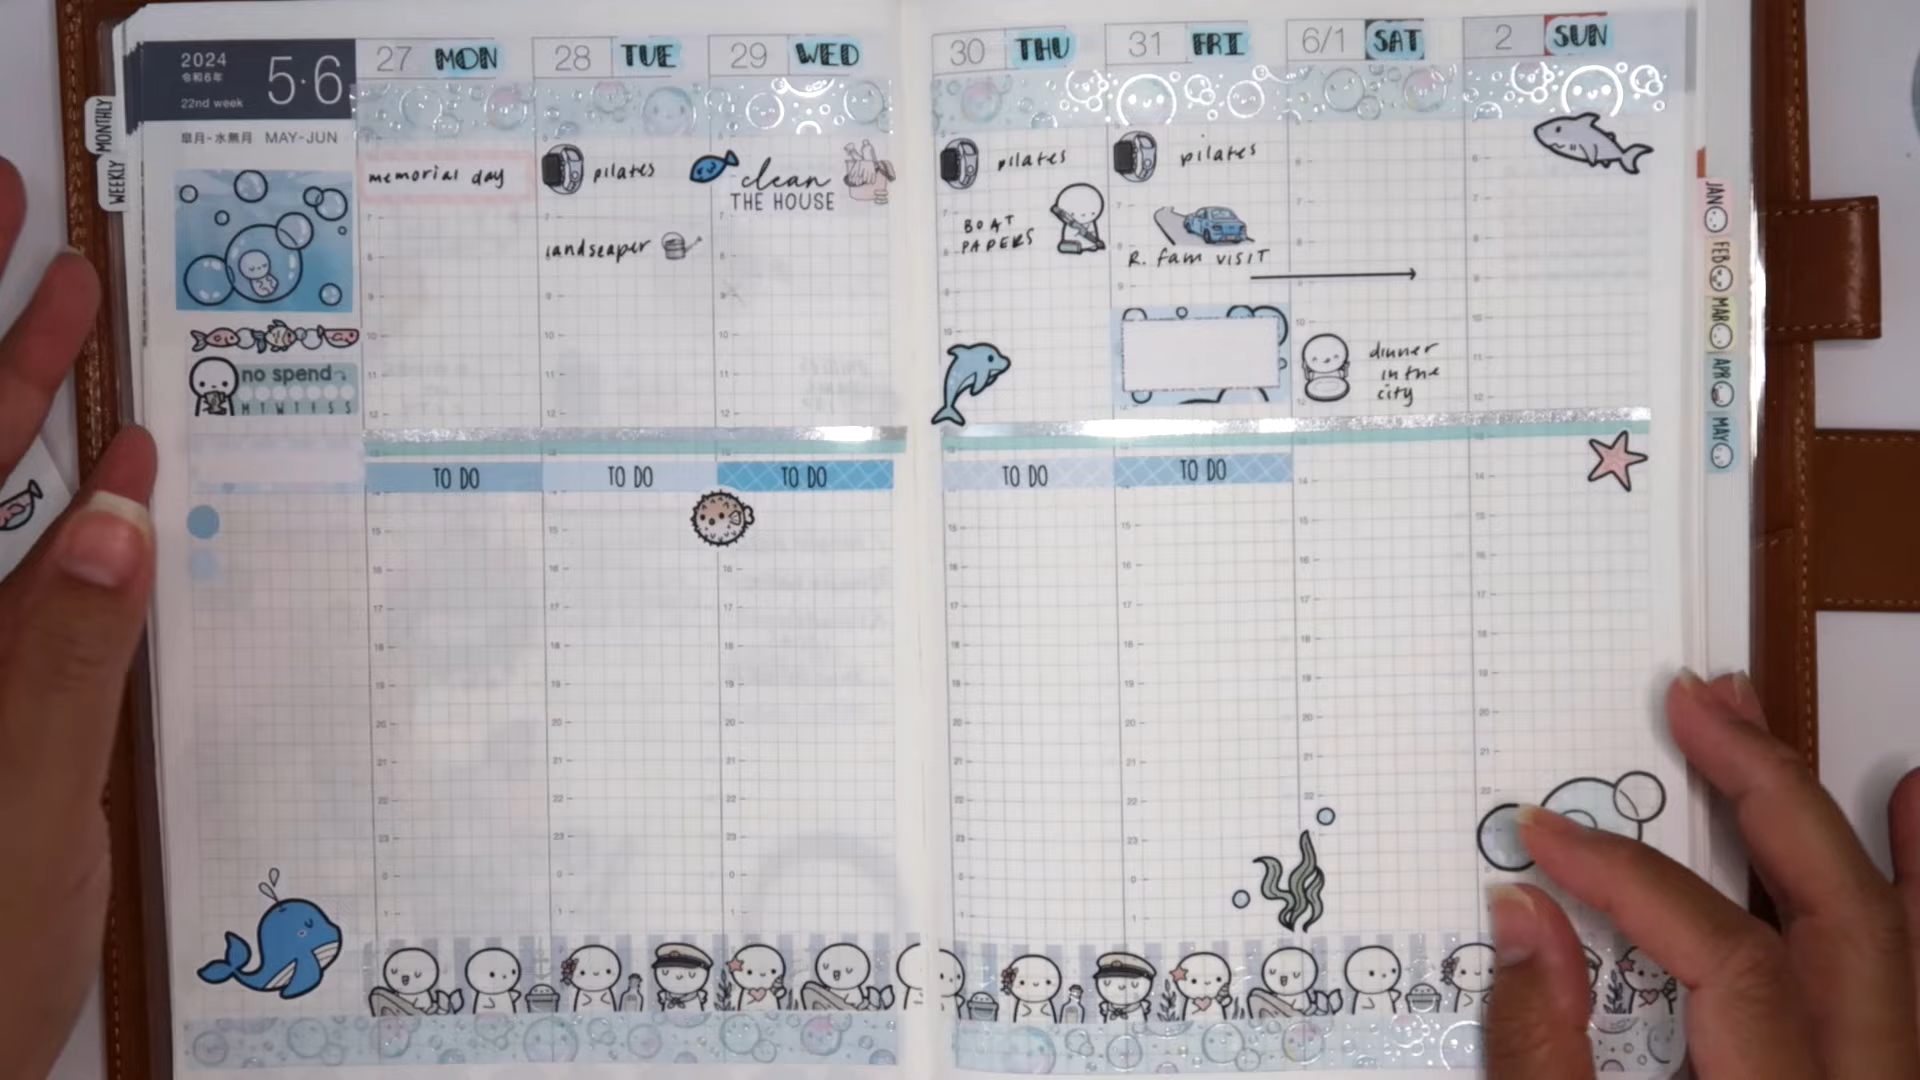 2024
令和6年
5·6
22nd week
皐月-水無月 MAY-JUN
MONTHLY
WEEKLY
27 MON
28 TUE
29 WED
30 THU
31 FRI
6/1 SAT
2 SUN
memorial day
pilates
landscaper
clean
THE HOUSE
pilates
BOAT
PAPERS
pilates
R. fam VISIT
dinner
in the
city
no spend
M T W T F S S
TO DO
TO DO
TO DO
TO DO
TO DO
JAN
FEB
MAR
APR
MAY